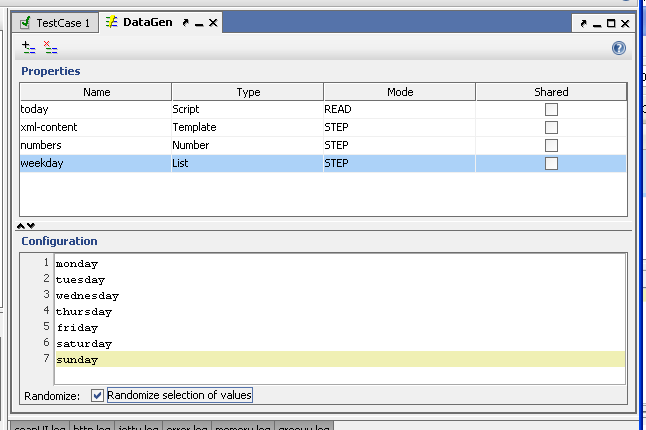 TestCase 1 DataGen
Properties
Name Type Mode Shared
today Script READ
xml-content Template STEP
numbers Number STEP
weekday List STEP
Configuration
1 monday
2 tuesday
3 wednesday
4 thursday
5 friday
6 saturday
7 sunday
Randomize: Randomize selection of values
soapUI log http log jetty log error log memory log groovy log